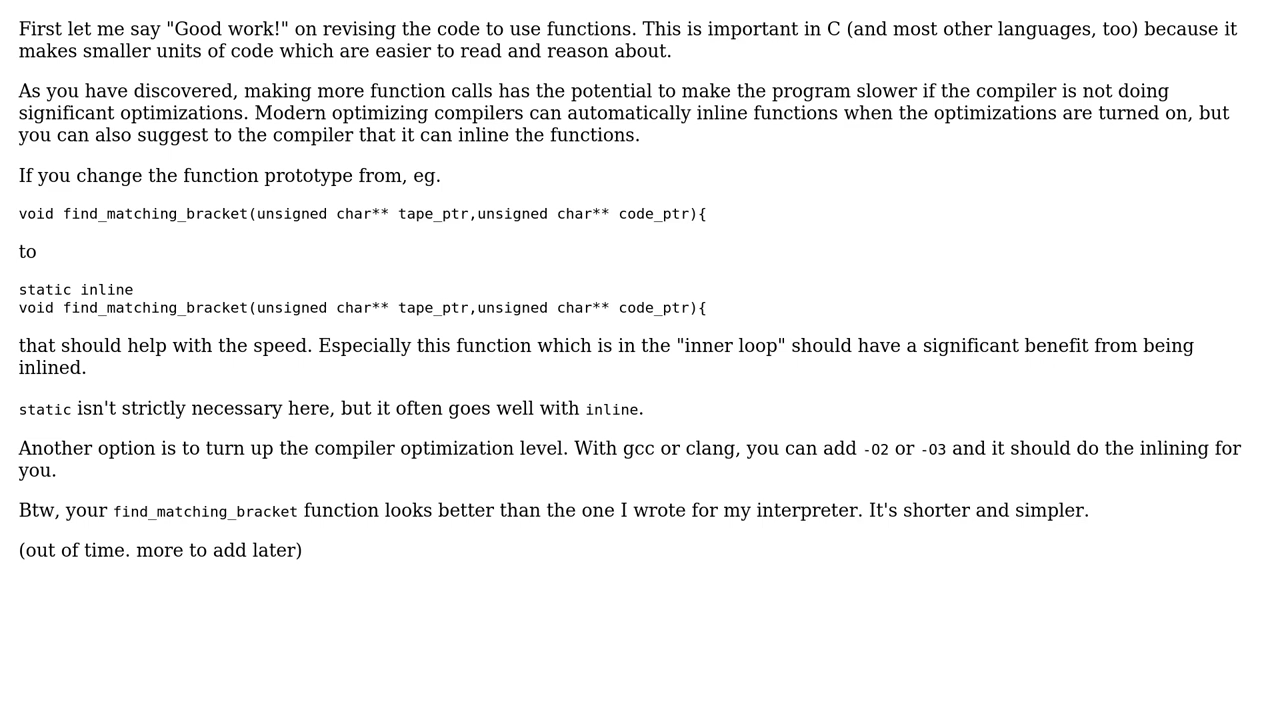 First let me say "Good work!" on revising the code to use functions. This is important in C (and most other languages, too) because it
makes smaller units of code which are easier to read and reason about.
As you have discovered, making more function calls has the potential to make the program slower if the compiler is not doing
significant optimizations. Modern optimizing compilers can automatically inline functions when the optimizations are turned on, but
you can also suggest to the compiler that it can inline the functions.
If you change the function prototype from, eg.
void find_matching_bracket(unsigned char** tape_ptr,unsigned char** code_ptr){
to
static inline
void find_matching_bracket(unsigned char** tape_ptr,unsigned char** code_ptr){
that should help with the speed. Especially this function which is in the "inner loop" should have a significant benefit from being
inlined.
static isn't strictly necessary here, but it often goes well with inline.
Another option is to turn up the compiler optimization level. With gcc or clang, you can add -O2 or -O3 and it should do the inlining for
you.
Btw, your find_matching_bracket function looks better than the one I wrote for my interpreter. It's shorter and simpler.
(out of time. more to add later)